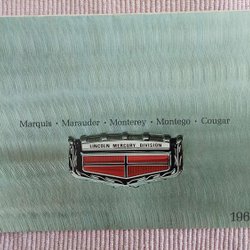 Marquis · Marauder · Monterey · Montego · Cougar
LINCOLN MERCURY DIVISION
196